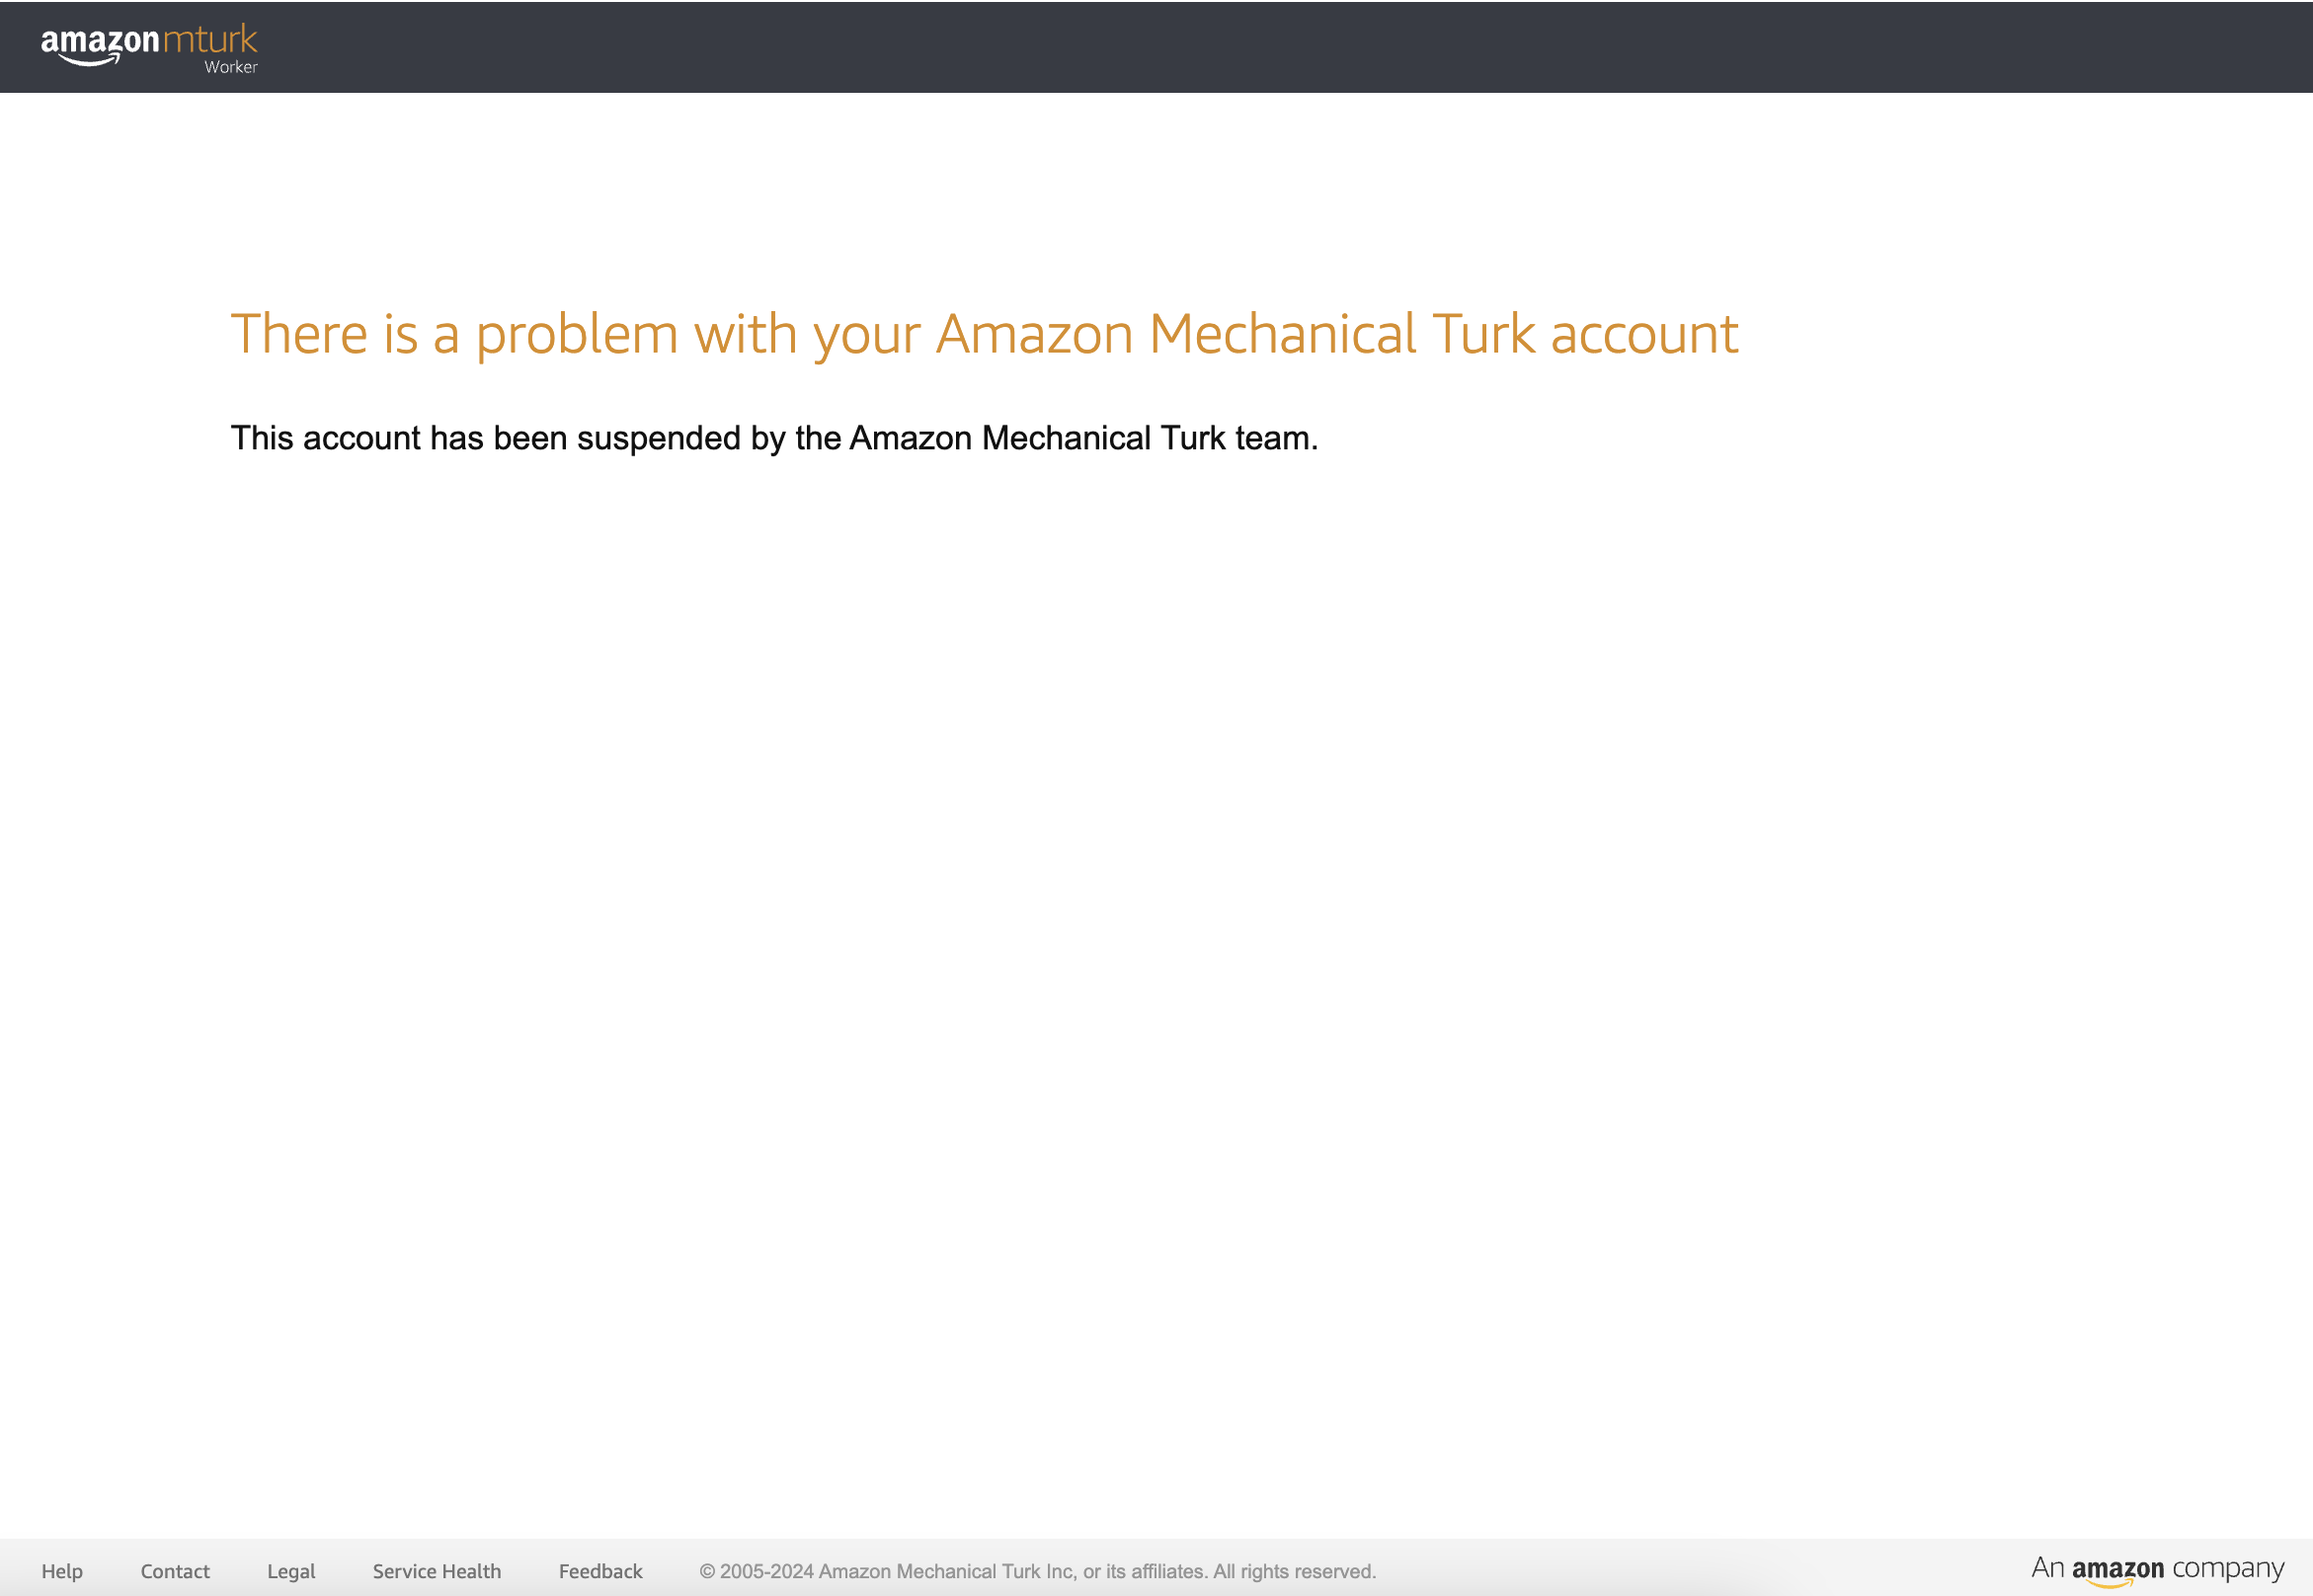 amazon mturk
Worker
There is a problem with your Amazon Mechanical Turk account
This account has been suspended by the Amazon Mechanical Turk team.
Help Contact Legal Service Health Feedback © 2005-2024 Amazon Mechanical Turk Inc, or its affiliates. All rights reserved. An amazon company